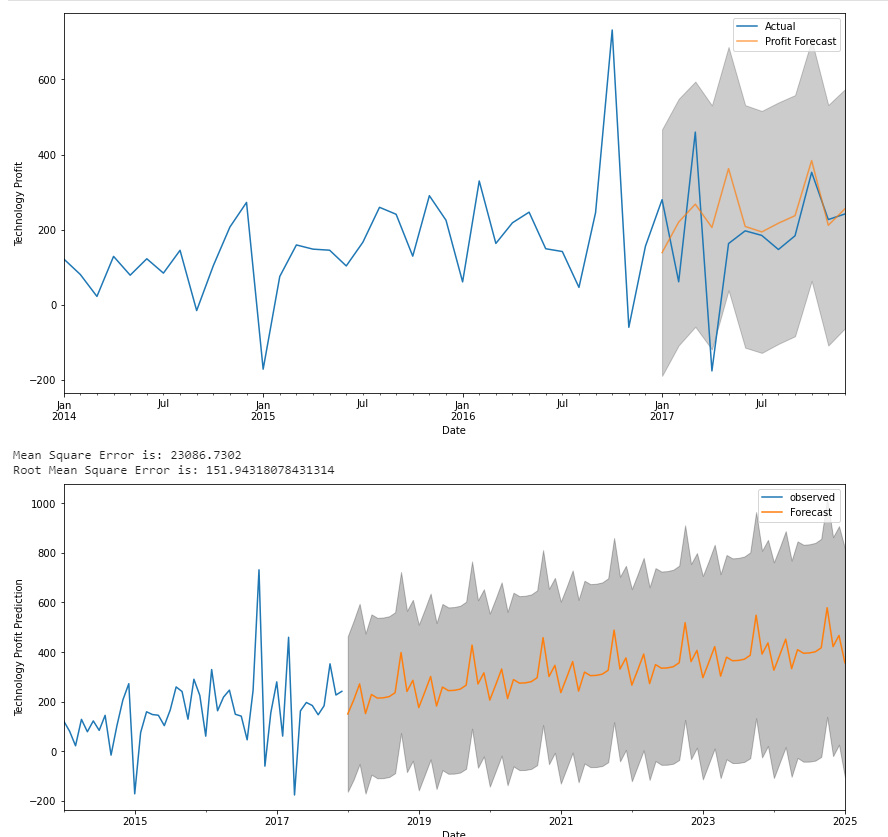 Actual
Profit Forecast
600
400
200
0
−200
Technology Profit
Jan Jul Jan Jul Jan Jul Jan Jul
2014 2015 2016 2017
Date
Mean Square Error is: 23086.7302
Root Mean Square Error is: 151.94318078431314
observed
Forecast
1000
800
600
400
200
0
−200
Technology Profit Prediction
2015 2017 2019 2021 2023 2025
Date